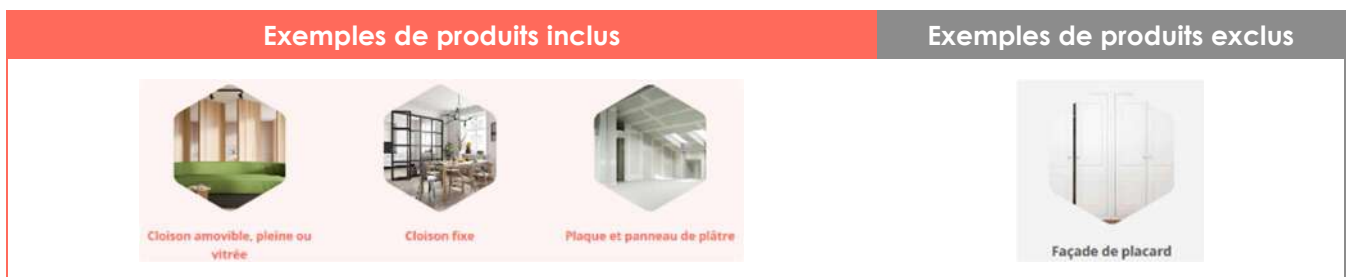 Exemples de produits inclus
Exemples de produits exclus
Cloison amovible, pleine ou
vitrée
Cloison fixe
Plaque et panneau de plâtre
Façade de placard